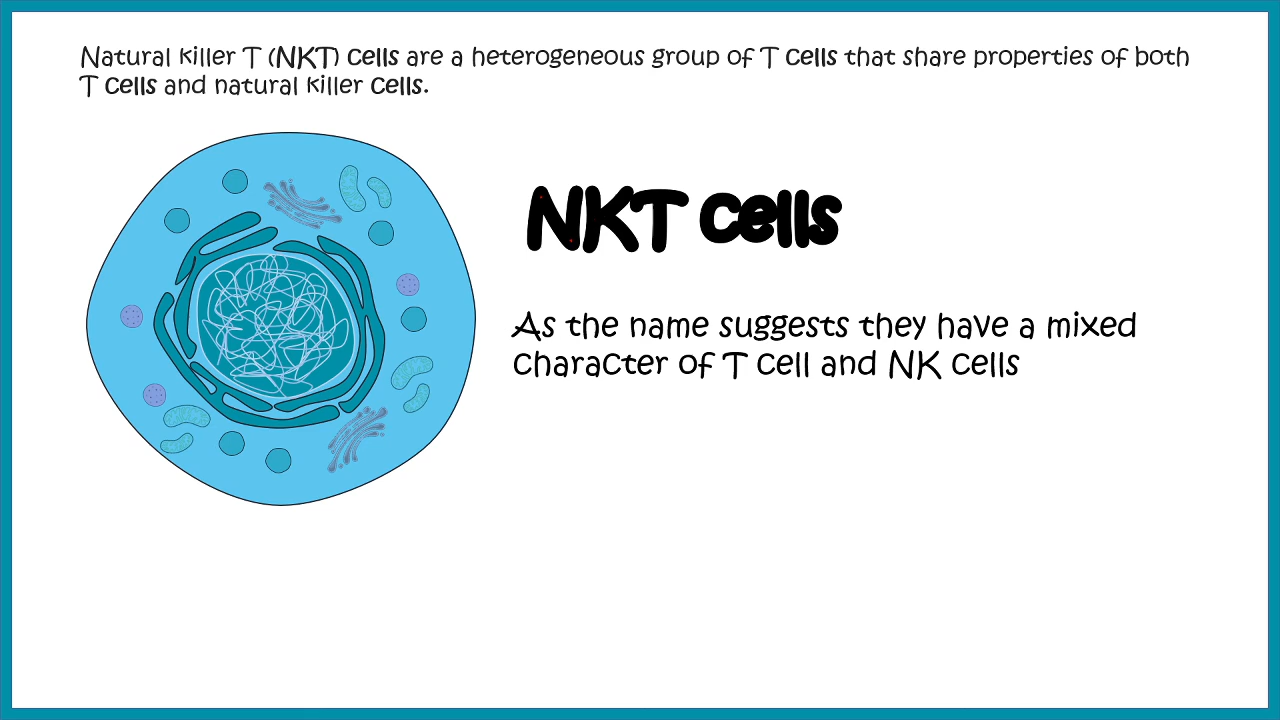 Natural killer T (NKT) cells are a heterogeneous group of T cells that share properties of both
T cells and natural killer cells.
NKT cells
As the name suggests they have a mixed
character of T cell and NK cells